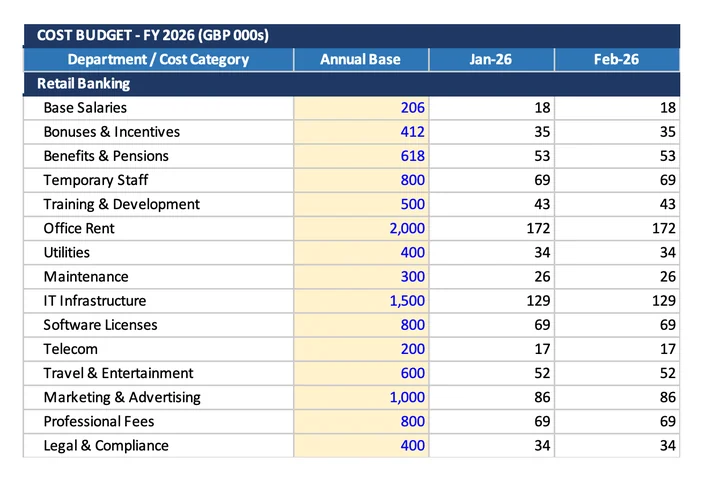 COST BUDGET - FY 2026 (GBP 000s)
Department / Cost Category Annual Base Jan-26 Feb-26
Retail Banking
Base Salaries 206 18 18
Bonuses & Incentives 412 35 35
Benefits & Pensions 618 53 53
Temporary Staff 800 69 69
Training & Development 500 43 43
Office Rent 2,000 172 172
Utilities 400 34 34
Maintenance 300 26 26
IT Infrastructure 1,500 129 129
Software Licenses 800 69 69
Telecom 200 17 17
Travel & Entertainment 600 52 52
Marketing & Advertising 1,000 86 86
Professional Fees 800 69 69
Legal & Compliance 400 34 34